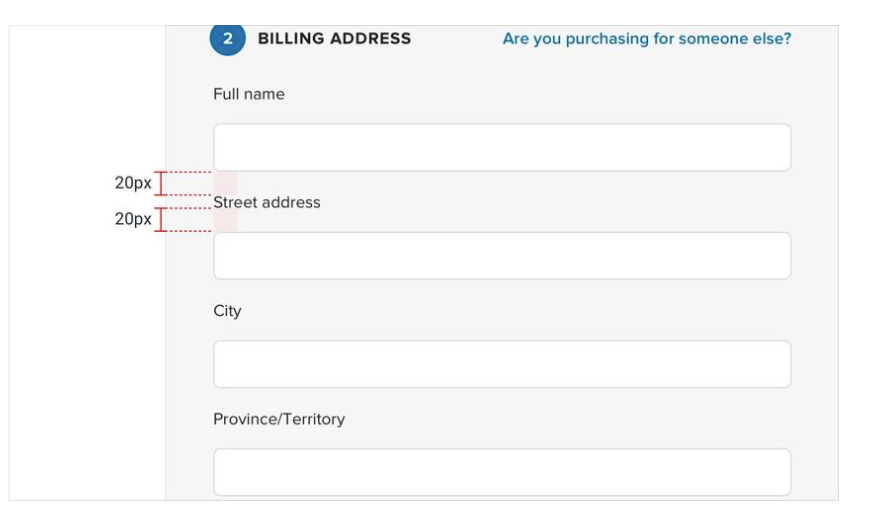 2 BILLING ADDRESS Are you purchasing for someone else?
Full name
20px
Street address
20px
City
Province/Territory